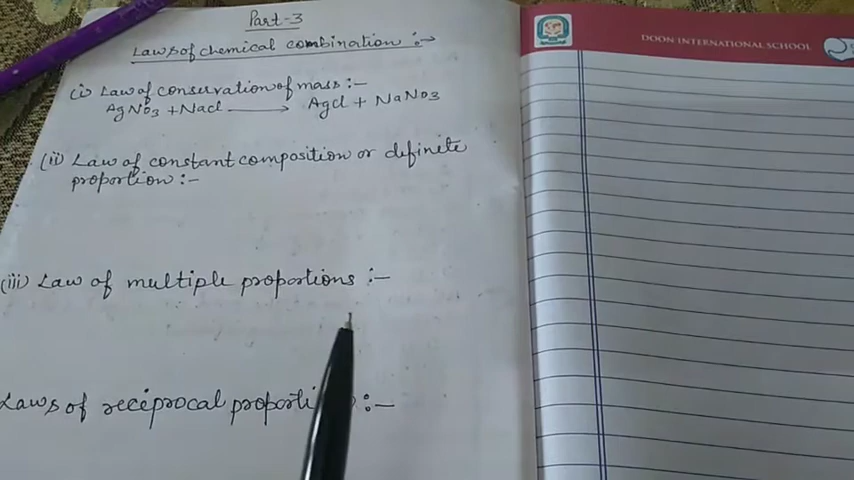 Part-3
Laws of chemical combination :→
(i) Law of conservation of mass :-
AgNO3 + Nacl → Agcl + NaNO3
(ii) Law of constant composition or definite
proportion :-
(iii) Law of multiple proportions :-
Laws of reciprocal proporti :-
DOON INTERNATIONAL SCHOOL